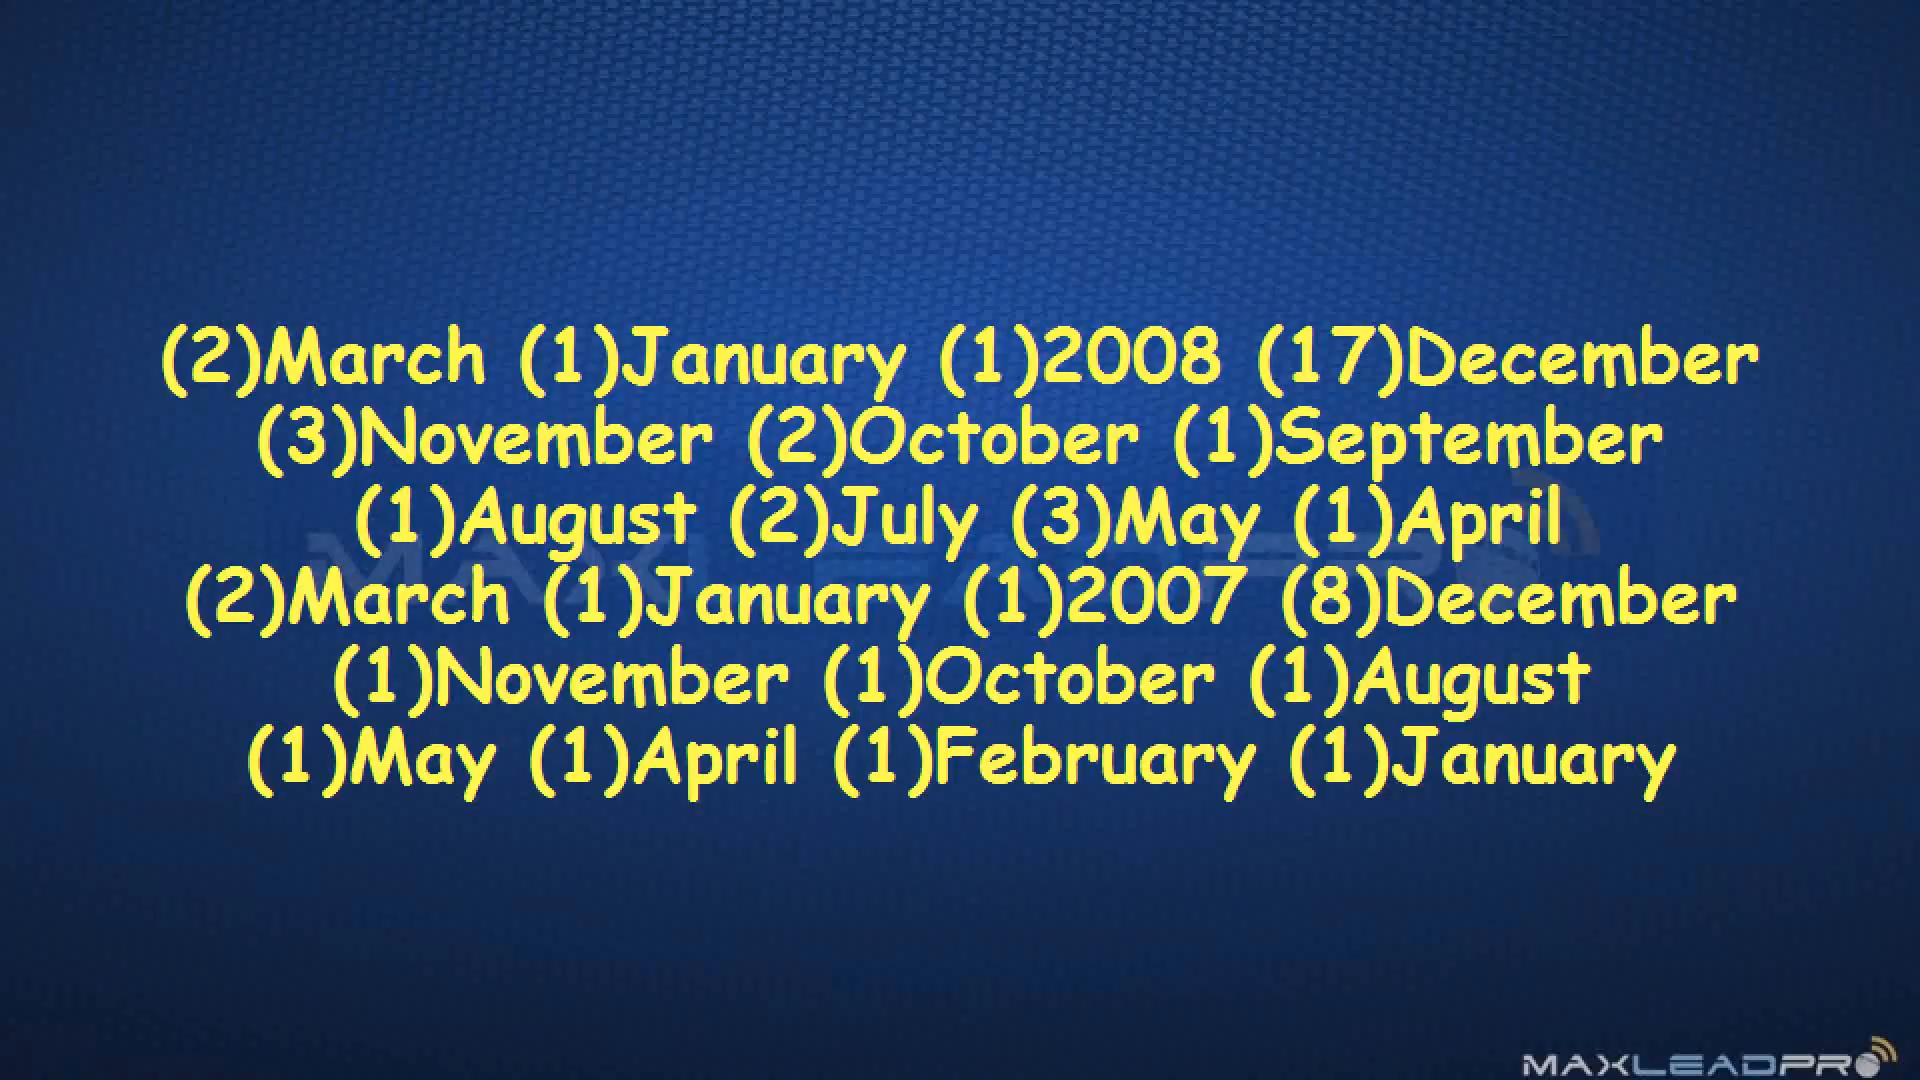 (2)March (1)January (1)2008 (17)December
(3)November (2)October (1)September
(1)August (2)July (3)May (1)April
(2)March (1)January (1)2007 (8)December
(1)November (1)October (1)August
(1)May (1)April (1)February (1)January
MAXLEADPRO
MAXLEADPRO